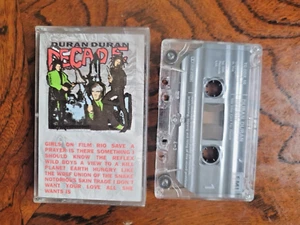 DURAN DURAN
DECADE
GIRLS ON FILM RIO SAVE A
PRAYER IS THERE SOMETHING I
SHOULD KNOW THE REFLEX
WILD BOYS A VIEW TO A KILL
PLANET EARTH HUNGRY LIKE
THE WOLF UNION OF THE SNAKE
NOTORIOUS SKIN TRADE I DON'T
WANT YOUR LOVE ALL SHE
WANTS IS
1